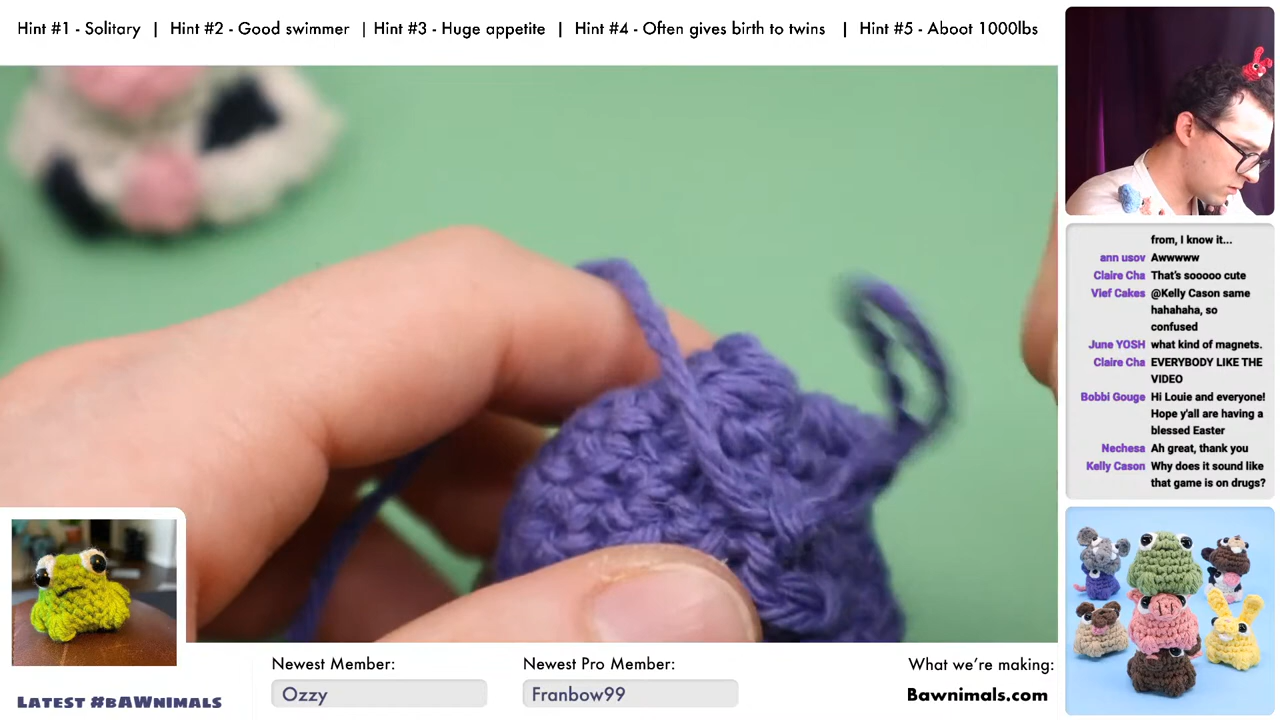 Hint #1 - Solitary | Hint #2 - Good swimmer | Hint #3 - Huge appetite | Hint #4 - Often gives birth to twins | Hint #5 - Aboot 1000lbs
from, I know it...
ann usov Awwwww
Claire Cha That's sooooo cute
Vief Cakes @Kelly Cason same
hahahaha, so
confused
June YOSH what kind of magnets.
Claire Cha EVERYBODY LIKE THE
VIDEO
Bobbi Gouge Hi Louie and everyone!
Hope y'all are having a
blessed Easter
Nechesa Ah great, thank you
Kelly Cason Why does it sound like
that game is on drugs?
Newest Member:
Ozzy
Newest Pro Member:
Franbow99
What we're making:
Bawnimals.com
LATEST #BAWNIMALS